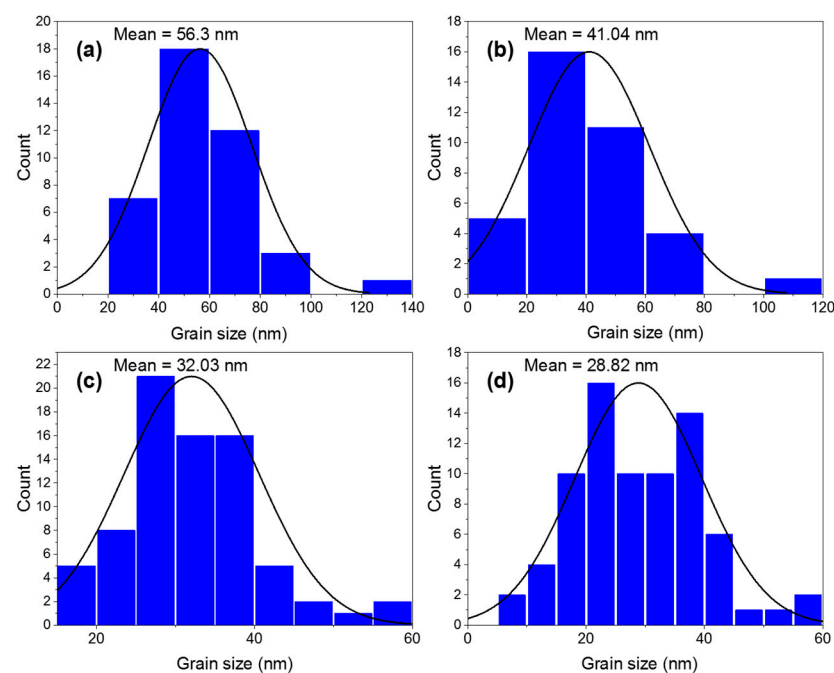 (a) Mean = 56.3 nm
Count
18
16
14
12
10
8
6
4
2
0
20
0 20 40 60 80 100 120 140
Grain size (nm)
(b) Mean = 41.04 nm
Count
18
16
14
12
10
8
6
4
2
0
0 20 40 60 80 100 120
Grain size (nm)
(c) Mean = 32.03 nm
Count
22
20
18
16
14
12
10
8
6
4
2
0
20 40 60
Grain size (nm)
(d) Mean = 28.82 nm
Count
18
16
14
12
10
8
6
4
2
0
0 20 40 60
Grain size (nm)